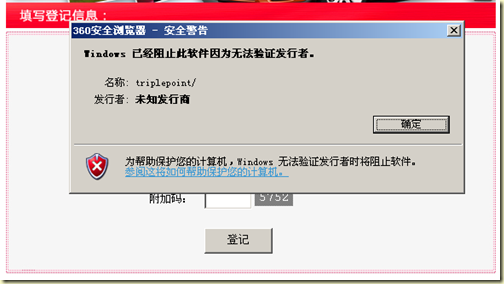 填写登记信息：
360安全浏览器 - 安全警告
Windows 已经阻止此软件因为无法验证发行者。
名称: triplepoint/
发行者: 未知发行商
确定
为帮助保护您的计算机，Windows 无法验证发行者时将阻止软件。
参阅这将如何帮助保护您的计算机。
附加码： 5752
登记